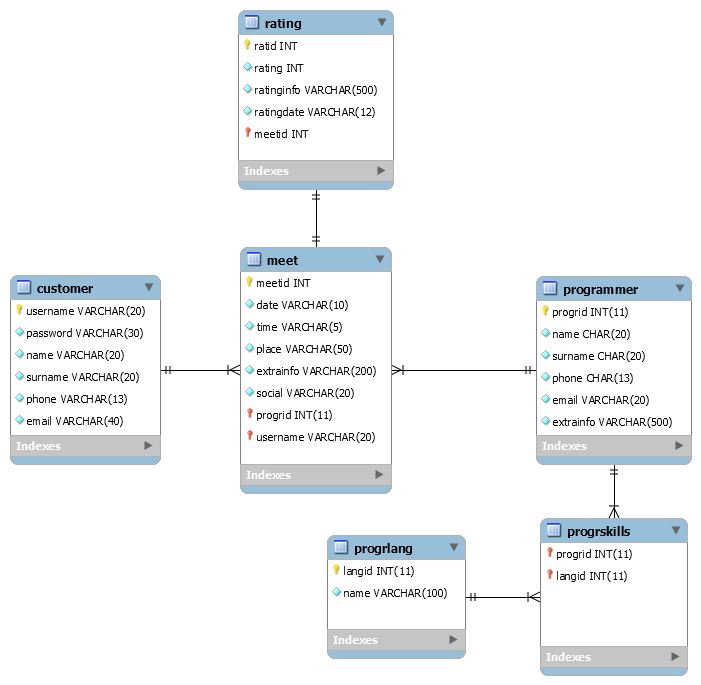 rating
ratid INT
rating INT
ratinginfo VARCHAR(500)
ratingdate VARCHAR(12)
meetid INT
Indexes
customer
username VARCHAR(20)
password VARCHAR(30)
name VARCHAR(20)
surname VARCHAR(20)
phone VARCHAR(13)
email VARCHAR(40)
Indexes
meet
meetid INT
date VARCHAR(10)
time VARCHAR(5)
place VARCHAR(50)
extrainfo VARCHAR(200)
social VARCHAR(20)
progrid INT(11)
username VARCHAR(20)
Indexes
programmer
progrid INT(11)
name CHAR(20)
surname CHAR(20)
phone CHAR(13)
email VARCHAR(20)
extrainfo VARCHAR(500)
Indexes
progrlang
langid INT(11)
name VARCHAR(100)
Indexes
progrskills
progrid INT(11)
langid INT(11)
Indexes